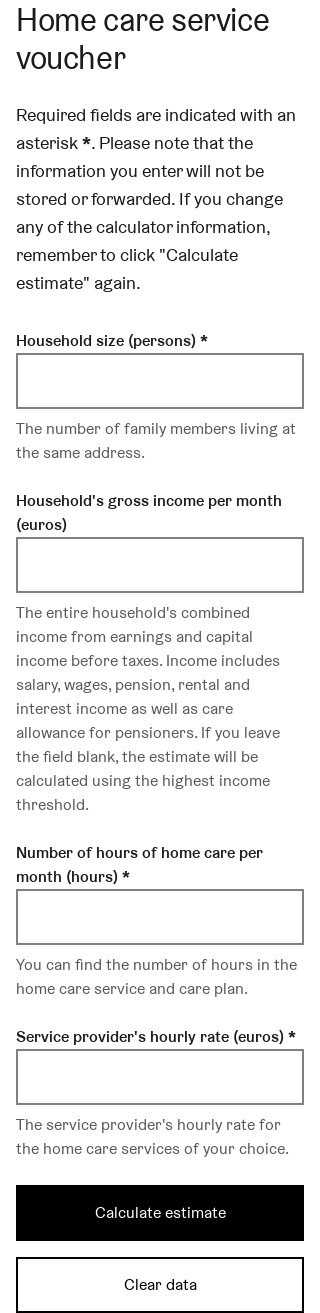 Home care service
voucher
Required fields are indicated with an
asterisk *. Please note that the
information you enter will not be
stored or forwarded. If you change
any of the calculator information,
remember to click "Calculate
estimate" again.
Household size (persons) *
The number of family members living at
the same address.
Household's gross income per month
(euros)
The entire household's combined
income from earnings and capital
income before taxes. Income includes
salary, wages, pension, rental and
interest income as well as care
allowance for pensioners. If you leave
the field blank, the estimate will be
calculated using the highest income
threshold.
Number of hours of home care per
month (hours) *
You can find the number of hours in the
home care service and care plan.
Service provider's hourly rate (euros) *
The service provider's hourly rate for
the home care services of your choice.
Calculate estimate
Clear data